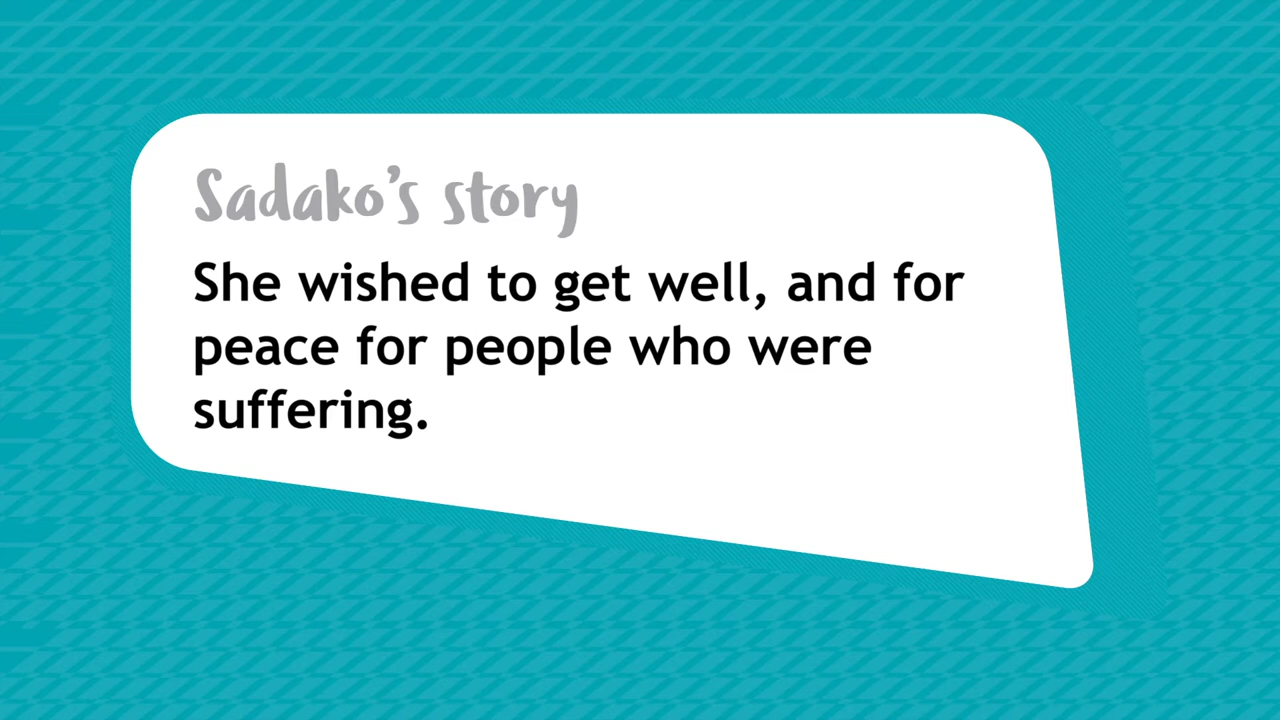 Sadako’s story
She wished to get well, and for
peace for people who were
suffering.